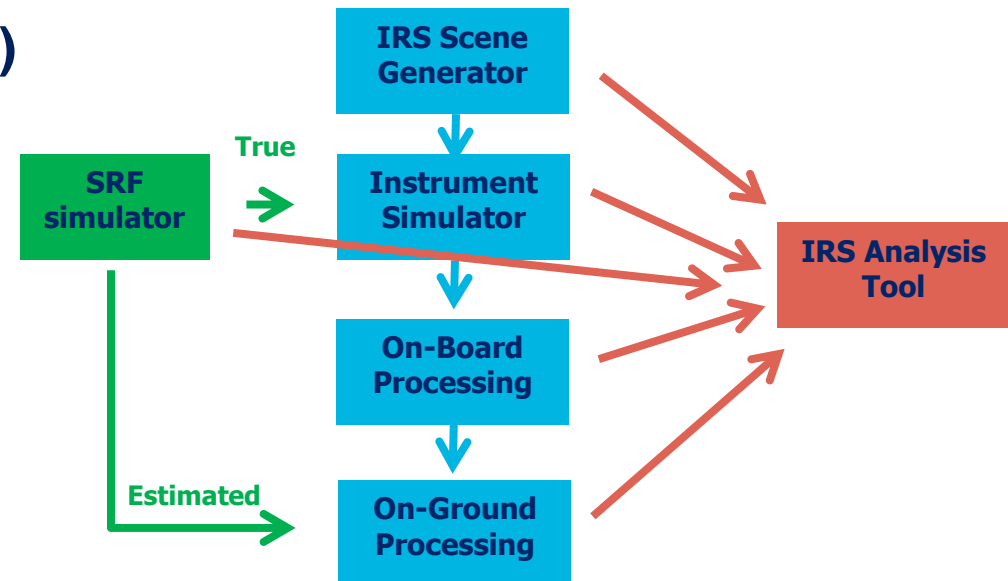 )
IRS Scene
Generator
True
SRF
simulator
Instrument
Simulator
IRS Analysis
Tool
On-Board
Processing
Estimated
On-Ground
Processing